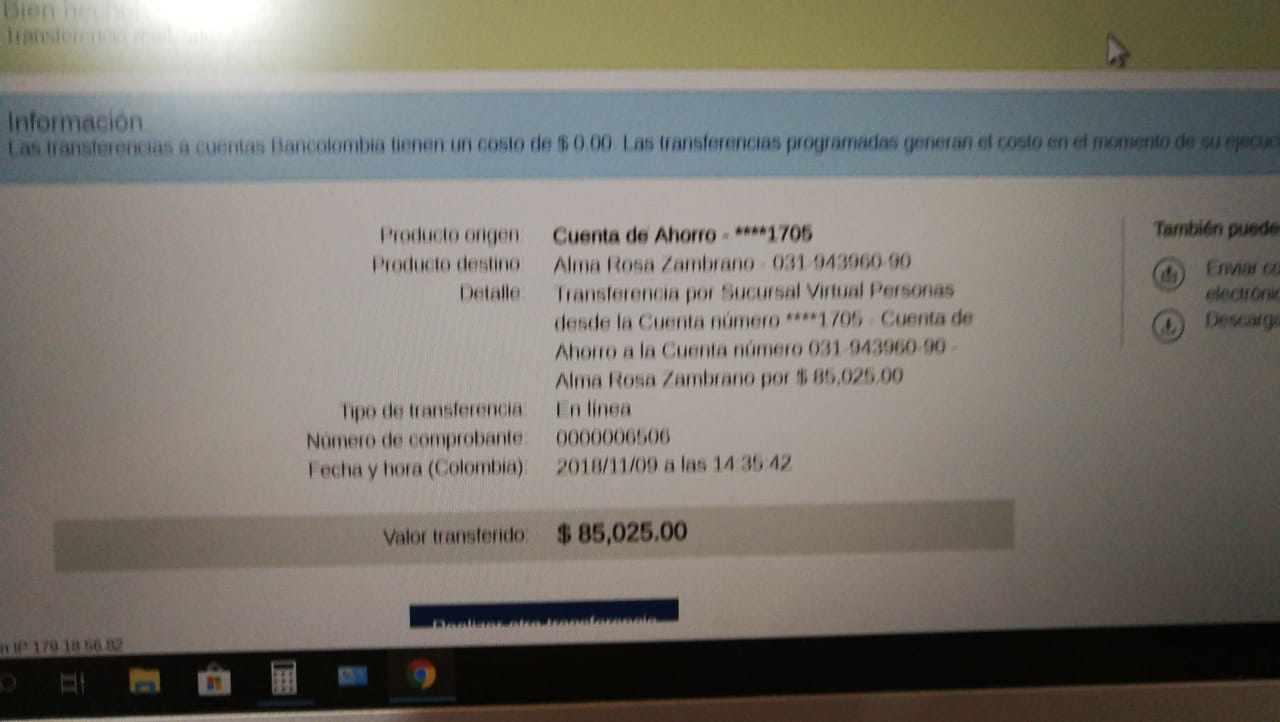 Bien hecho
Transferencia realizada
Información
Las transferencias a cuentas Bancolombia tienen un costo de $ 0.00. Las transferencias programadas generan el costo en el momento de su ejecuc
Producto origen: Cuenta de Ahorro - ****1705
Producto destino: Alma Rosa Zambrano - 031-943960-90
Detalle: Transferencia por Sucursal Virtual Personas
desde la Cuenta número ****1705 - Cuenta de
Ahorro a la Cuenta número 031-943960-90 -
Alma Rosa Zambrano por $ 85,025.00
Tipo de transferencia: En línea
Número de comprobante: 0000006506
Fecha y hora (Colombia): 2018/11/09 a las 14:35:42
Valor transferido: $ 85,025.00
También puede
Enviar co
electrónic
Descarga
Realizar otra transferencia
n IP 179.18.56.82